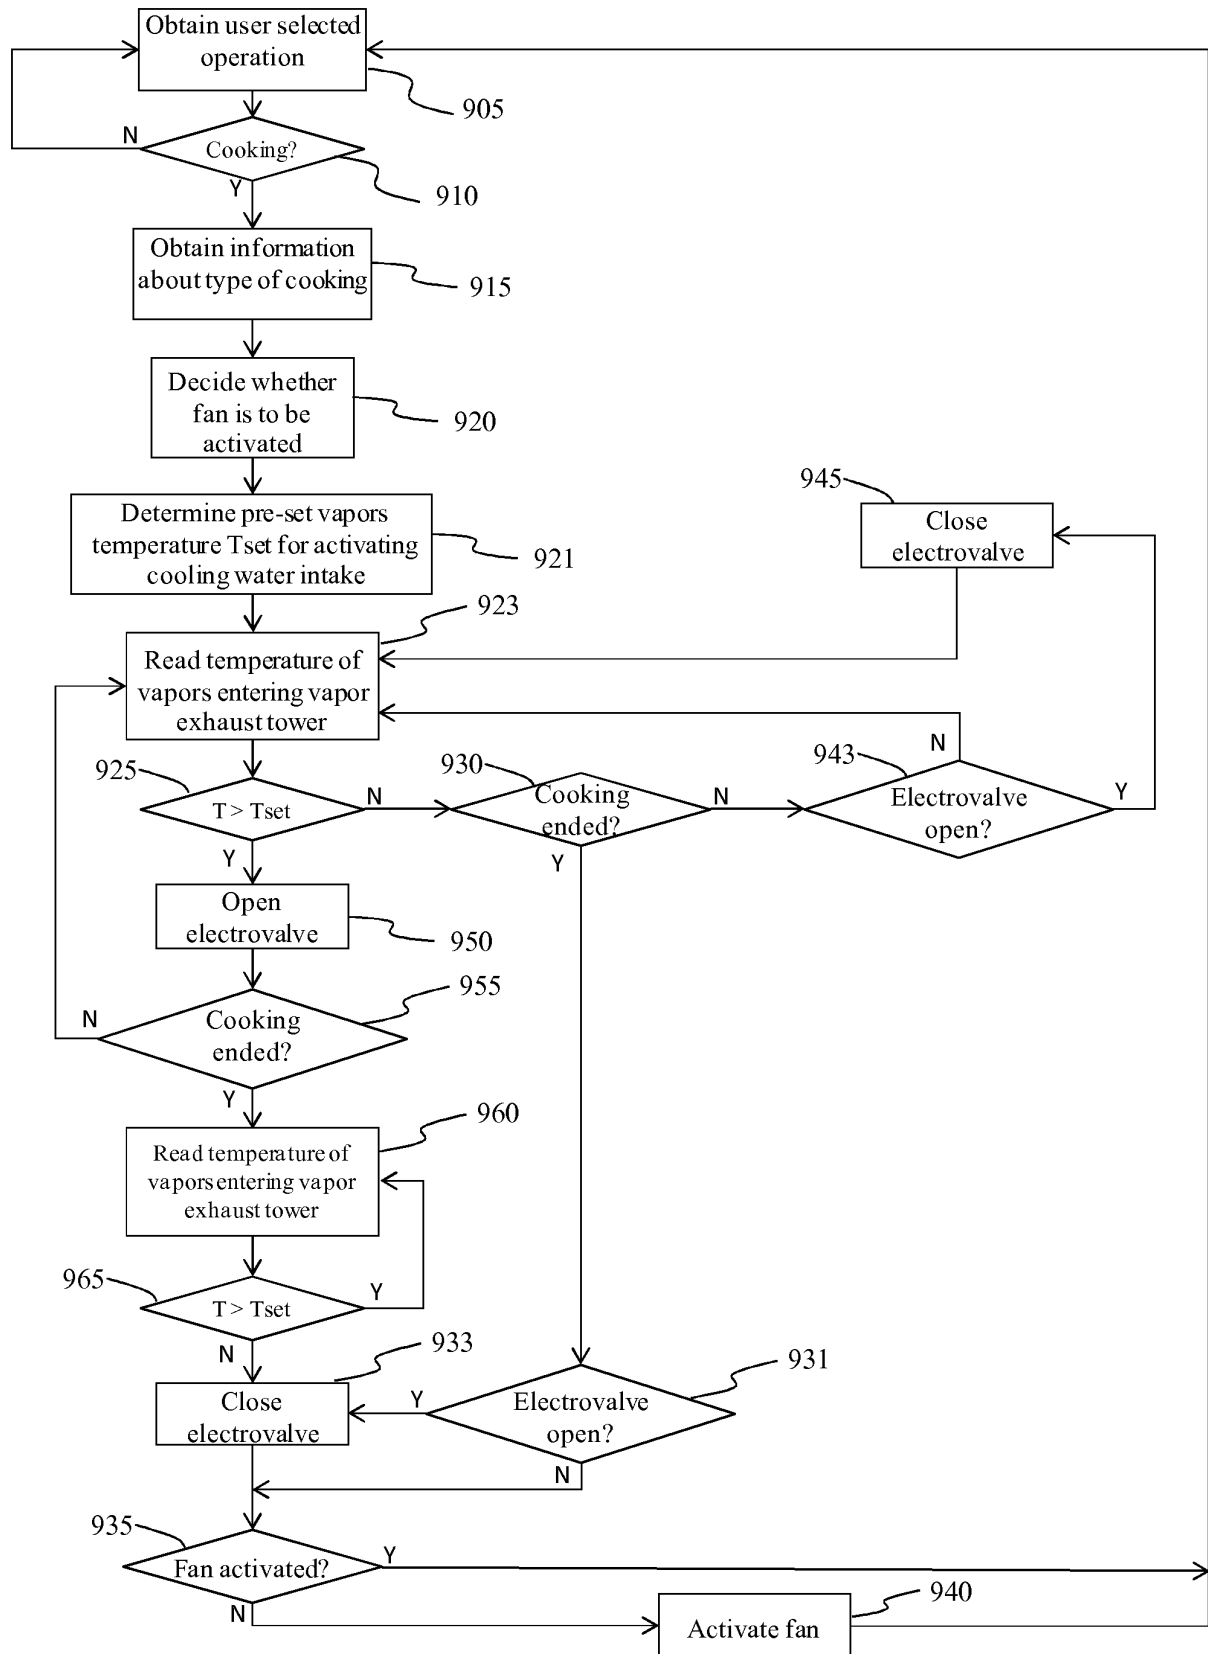 Obtain user selected
operation
905
N
Cooking?
910
Y
Obtain information
about type of cooking
915
Decide whether
fan is to be
activated
920
945
Close
electrovalve
Determine pre-set vapors
temperature Tset for activating
cooling water intake
921
923
Read temperature of
vapors entering vapor
exhaust tower
925
T > Tset
N
Y
930
Cooking
ended?
N
Y
943
N
Electrovalve
open?
Y
Open
electrovalve
950
955
N
Cooking
ended?
Y
960
Read temperature of
vapors entering vapor
exhaust tower
965
T > Tset
Y
N
933
Close
electrovalve
931
Y
Electrovalve
open?
N
935
Fan activated?
Y
N
940
Activate fan